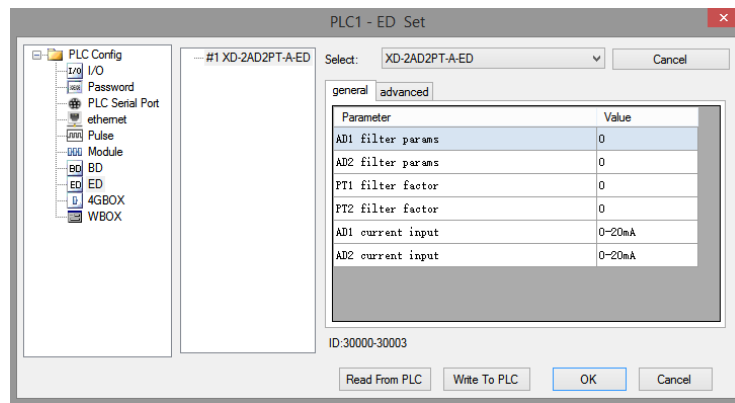 PLC1 - ED Set
PLC Config
I/O I/O
Password
PLC Serial Port
ethernet
Pulse
Module
BD BD
ED ED
4GBOX
WBOX
#1 XD-2AD2PT-A-ED
Select: XD-2AD2PT-A-ED Cancel
general advanced
Parameter Value
AD1 filter params 0
AD2 filter params 0
PT1 filter factor 0
PT2 filter factor 0
AD1 current input 0-20mA
AD2 current input 0-20mA
ID:30000-30003
Read From PLC Write To PLC OK Cancel